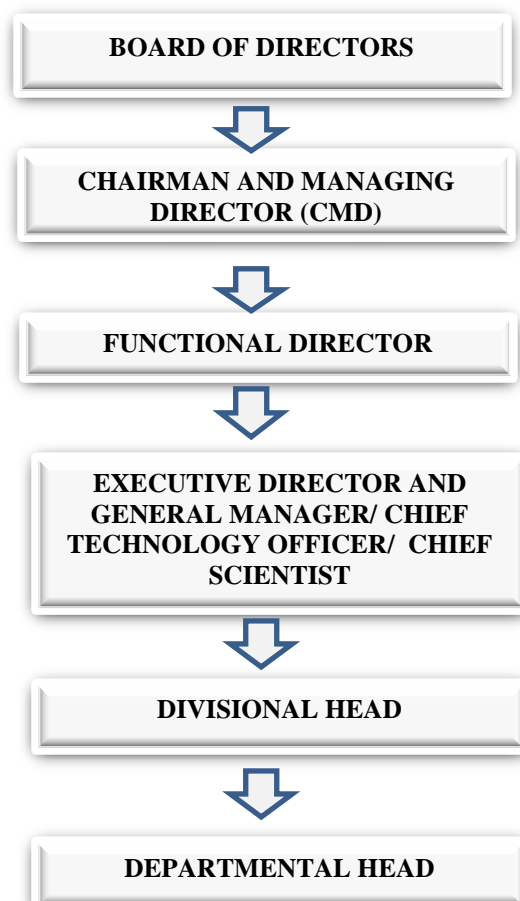 BOARD OF DIRECTORS
CHAIRMAN AND MANAGING
DIRECTOR (CMD)
FUNCTIONAL DIRECTOR
EXECUTIVE DIRECTOR AND
GENERAL MANAGER/ CHIEF
TECHNOLOGY OFFICER/ CHIEF
SCIENTIST
DIVISIONAL HEAD
DEPARTMENTAL HEAD